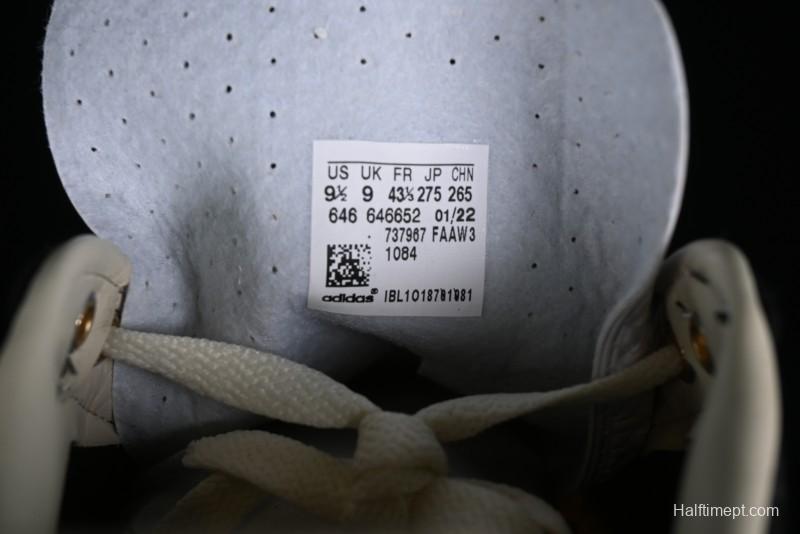 US UK FR JP CHN
9½ 9 43⅓ 275 265
646 646652 01/22
737967 FAAW3
1084
adidas® IBL1018781981
Halftimept.com